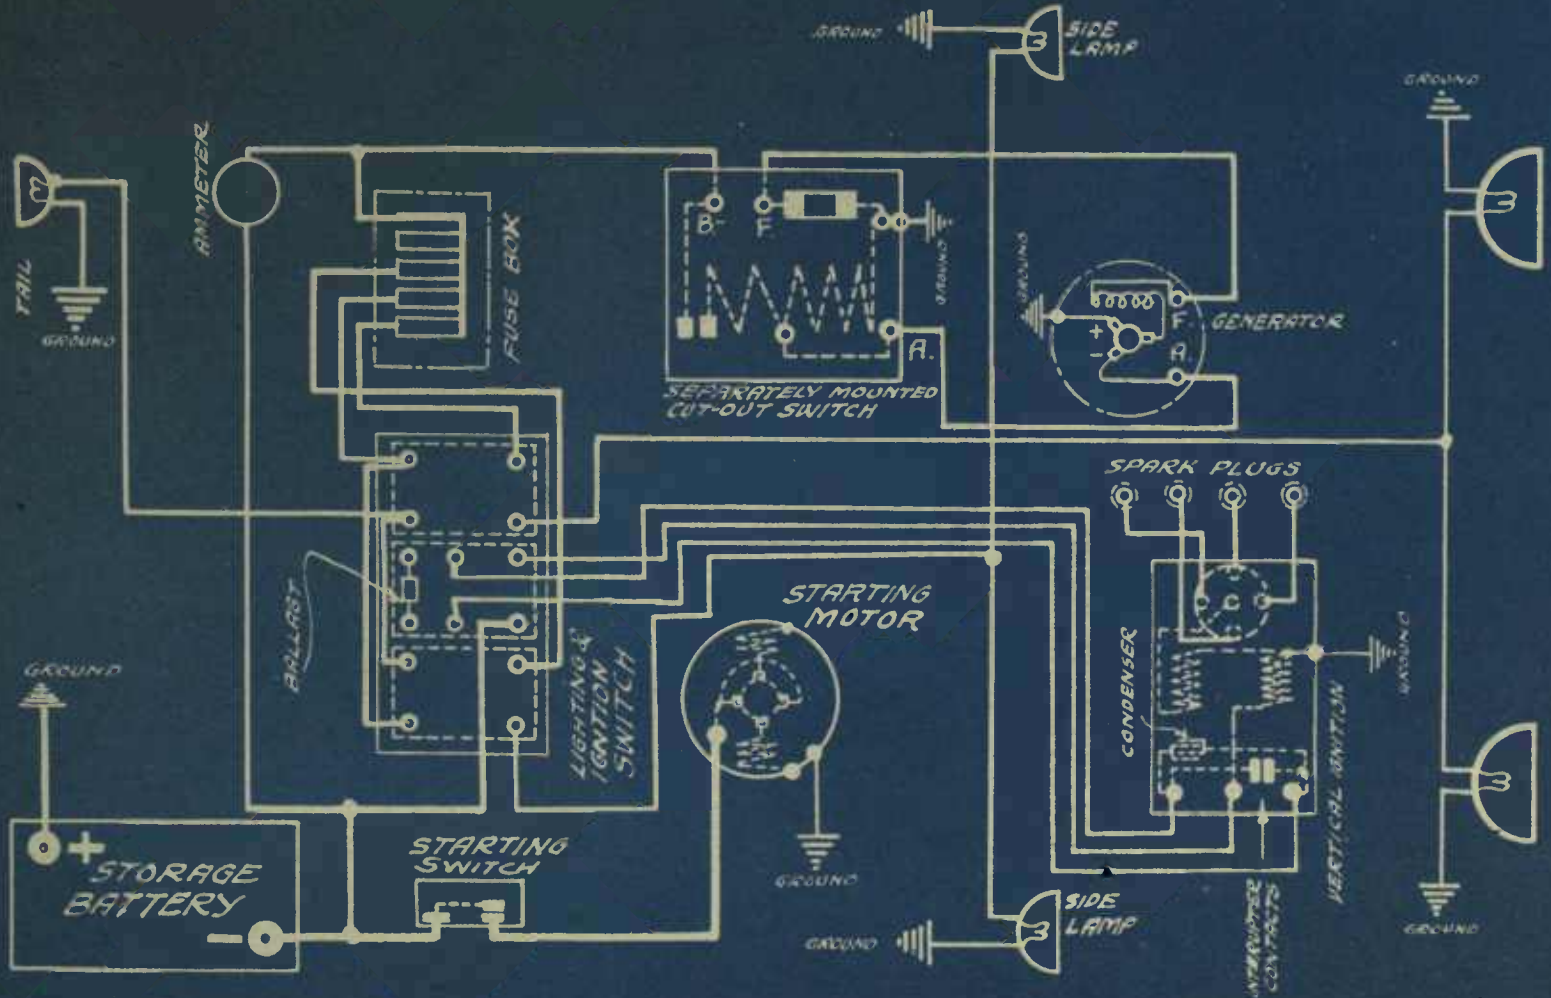 GROUND
SIDE
LAMP
GROUND
AMMETER
TAIL
GROUND
FUSE BOX
B.
F.
GROUND
A.
SEPARATELY MOUNTED
CUT-OUT SWITCH
GROUND
+
-
F.
A.
GENERATOR
SPARK PLUGS
BALLAST
LIGHTING &
IGNITION
SWITCH
STARTING
MOTOR
GROUND
GROUND
CONDENSER
GROUND
VERTICAL IGNITIN
INTERRUPTER
CONTACTS
+
STORAGE
BATTERY
-
STARTING
SWITCH
GROUND
SIDE
LAMP
GROUND
GROUND